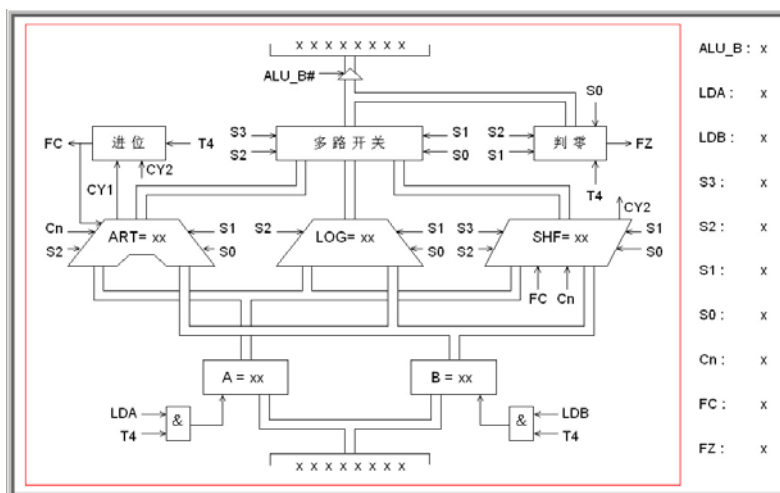 X X X X X X X X
ALU_B#
ALU_B : x
S0
LDA : x
FC 进位 T4
S3 多路开关 S1
S2 S0
S2 判零 FZ
S1
LDB : x
CY1 CY2
T4
S3 : x
CY2
Cn ART= xx S1
S2 S0
S2 LOG= xx S1
S0
S3 SHF= xx S1
S2 S0
S2 : x
S1 : x
FC Cn
S0 : x
A = xx B = xx
Cn : x
LDA & & LDB
T4 T4
FC : x
X X X X X X X X
FZ : x